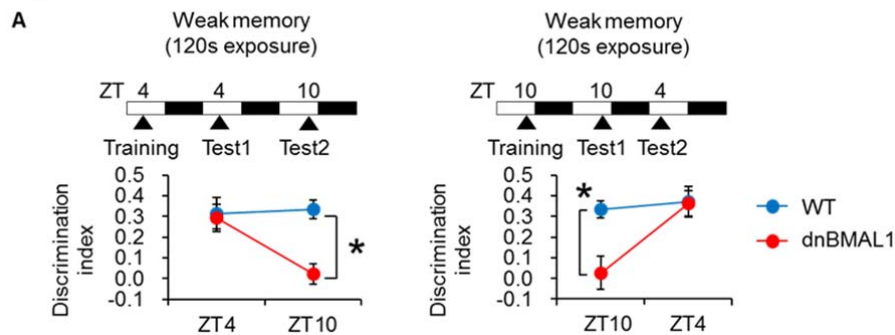 A
Weak memory
(120s exposure)
ZT 4 4 10
Training Test1 Test2
Discrimination
index
0.5
0.4
0.3
0.2
0.1
0.0
-0.1
*
ZT4 ZT10
Weak memory
(120s exposure)
ZT 10 10 4
Training Test1 Test2
Discrimination
index
0.5
0.4
0.3
0.2
0.1
0.0
-0.1
*
ZT10 ZT4
WT
dnBMAL1